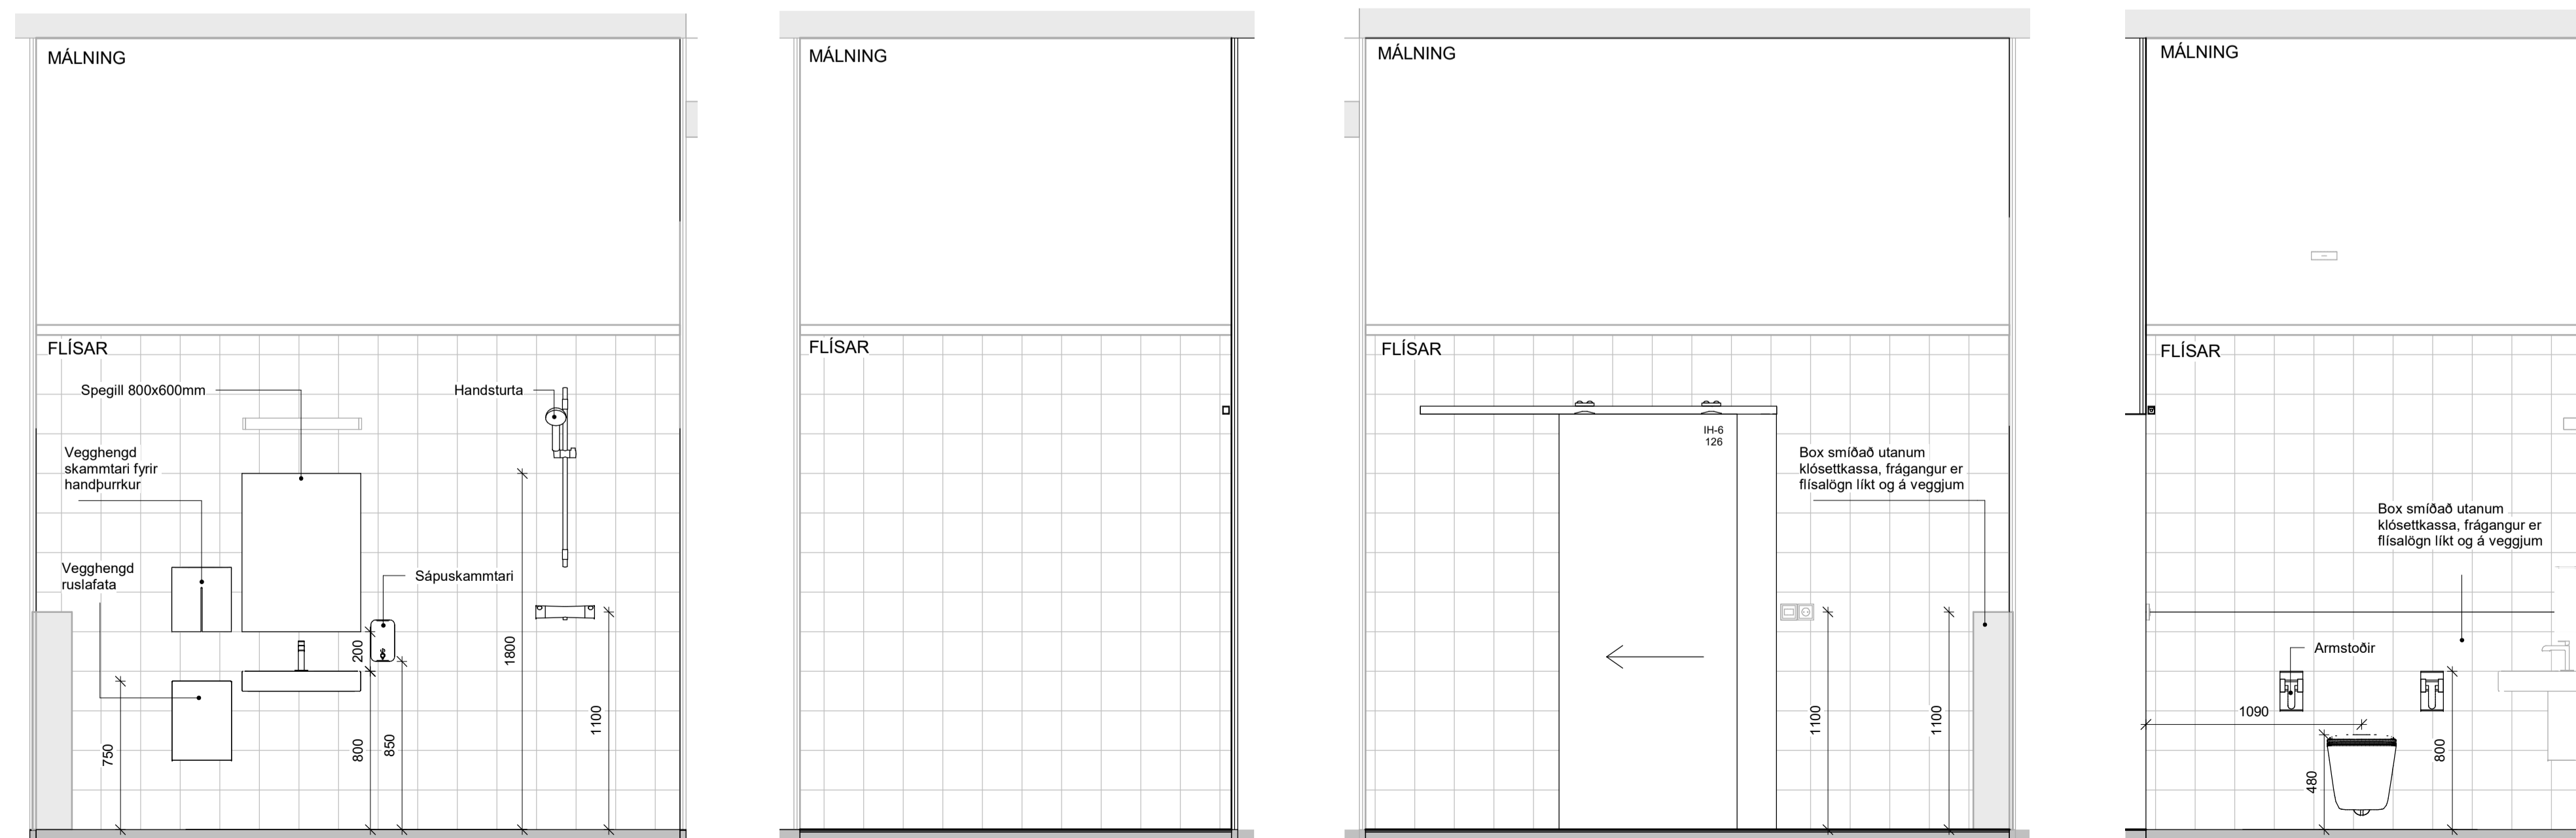 MÁLNING
FLÍSAR
Spegill 800x600mm
Handsturta
Vegghengd
skammtari fyrir
handþurrkur
Vegghengd
ruslafata
Sápuskammtari
200
1800
1100
750
800
850
MÁLNING
FLÍSAR
MÁLNING
FLÍSAR
IH-6
126
Box smíðað utanum
klósettkassa, frágangur er
flísalögn líkt og á veggjum
1100
1100
MÁLNING
FLÍSAR
Box smíðað utanum
klósettkassa, frágangur er
flísalögn líkt og á veggjum
Armstoðir
1090
480
800